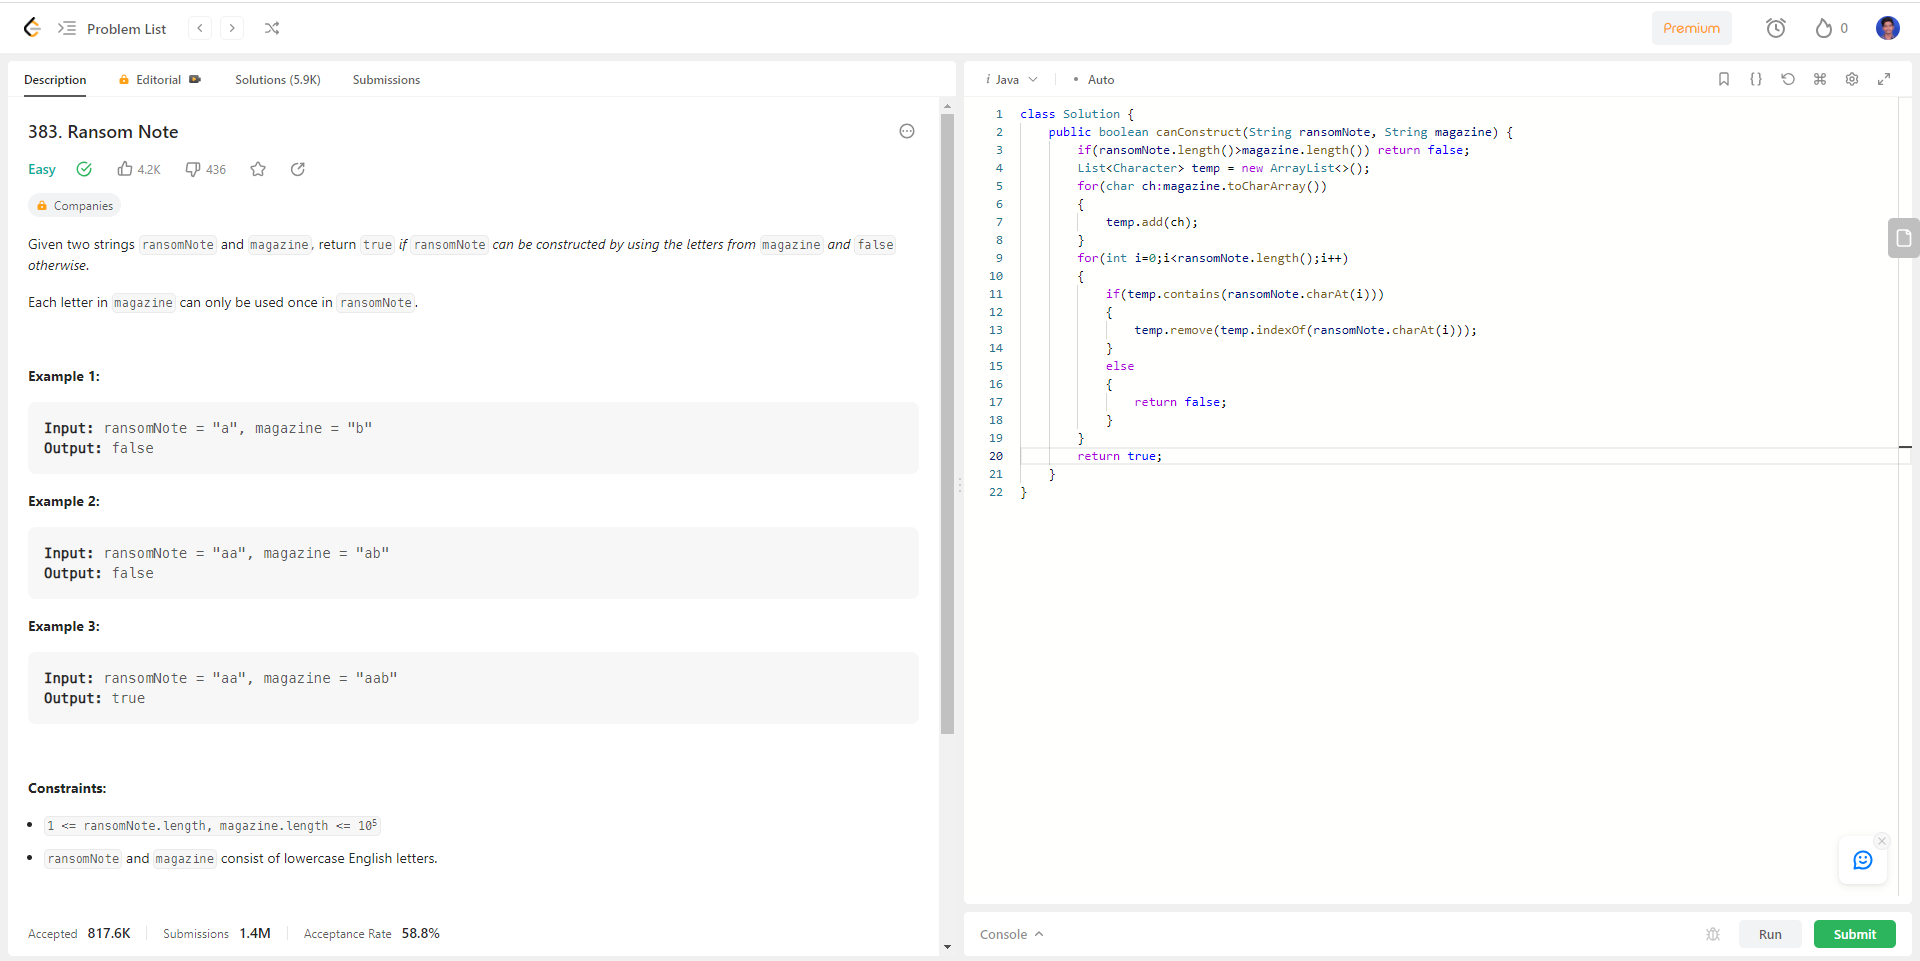 Problem List
Premium
0
Description
Editorial
Solutions (5.9K)
Submissions
383. Ransom Note
Easy
4.2K
436
Companies
Given two strings ransomNote and magazine, return true if ransomNote can be constructed by using the letters from magazine and false
otherwise.
Each letter in magazine can only be used once in ransomNote.
Example 1:
Input: ransomNote = "a", magazine = "b"
Output: false
Example 2:
Input: ransomNote = "aa", magazine = "ab"
Output: false
Example 3:
Input: ransomNote = "aa", magazine = "aab"
Output: true
Constraints:
• 1 <= ransomNote.length, magazine.length <= 10⁵
• ransomNote and magazine consist of lowercase English letters.
Accepted 817.6K
Submissions 1.4M
Acceptance Rate 58.8%
i Java
• Auto
1 class Solution {
2     public boolean canConstruct(String ransomNote, String magazine) {
3         if(ransomNote.length()>magazine.length()) return false;
4         List<Character> temp = new ArrayList<>();
5         for(char ch:magazine.toCharArray())
6         {
7             temp.add(ch);
8         }
9         for(int i=0;i<ransomNote.length();i++)
10         {
11             if(temp.contains(ransomNote.charAt(i)))
12             {
13                 temp.remove(temp.indexOf(ransomNote.charAt(i)));
14             }
15             else
16             {
17                 return false;
18             }
19         }
20         return true;
21     }
22 }
Console
Run
Submit